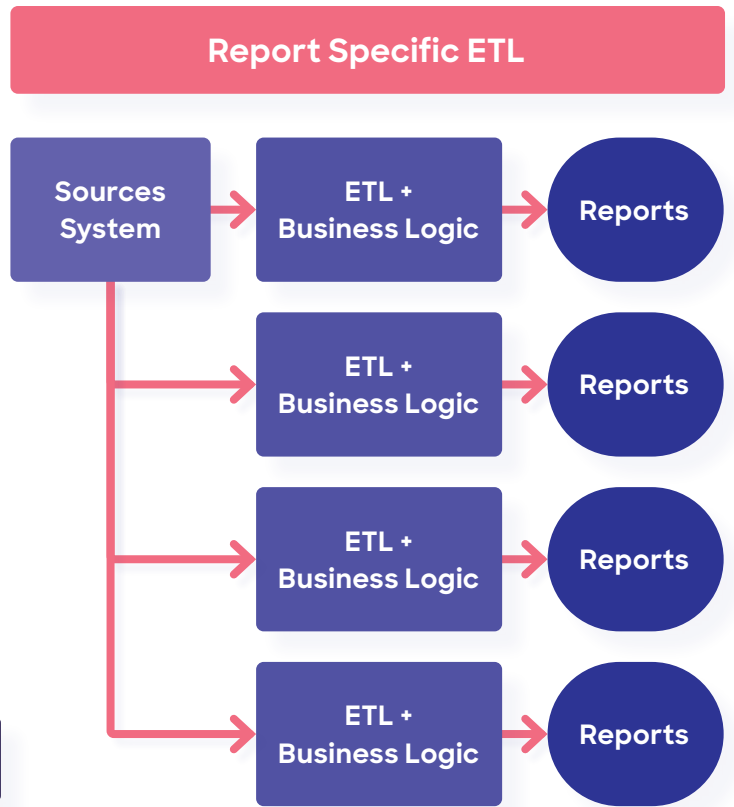 Report Specific ETL
Sources
System
ETL +
Business Logic
Reports
ETL +
Business Logic
Reports
ETL +
Business Logic
Reports
ETL +
Business Logic
Reports